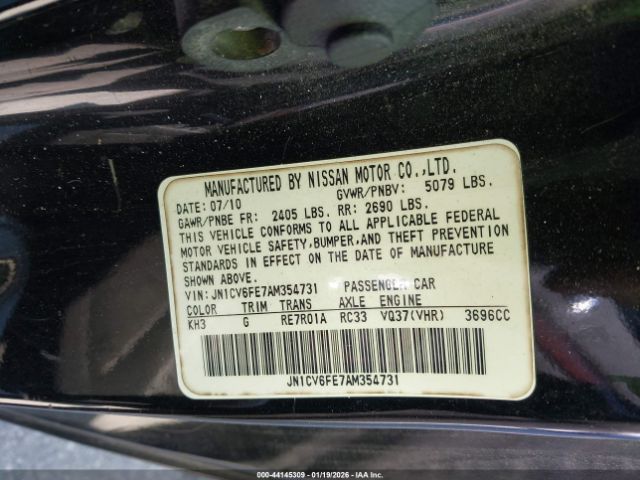 MANUFACTURED BY NISSAN MOTOR CO.,LTD.
DATE: 07/10 GVWR/PNBV: 5079 LBS.
GAWR/PNBE FR: 2405 LBS. RR: 2690 LBS.
THIS VEHICLE CONFORMS TO ALL APPLICABLE FEDERAL
MOTOR VEHICLE SAFETY, BUMPER, AND THEFT PREVENTION
STANDARDS IN EFFECT ON THE DATE OF MANUFACTURE
SHOWN ABOVE.
VIN: JN1CV6FE7AM354731 PASSENGER CAR
COLOR TRIM TRANS AXLE ENGINE
KH3 G RE7R01A RC33 VQ37(VHR) 3696CC
JN1CV6FE7AM354731
000-44145309 - 01/19/2026 - IAAI.COM